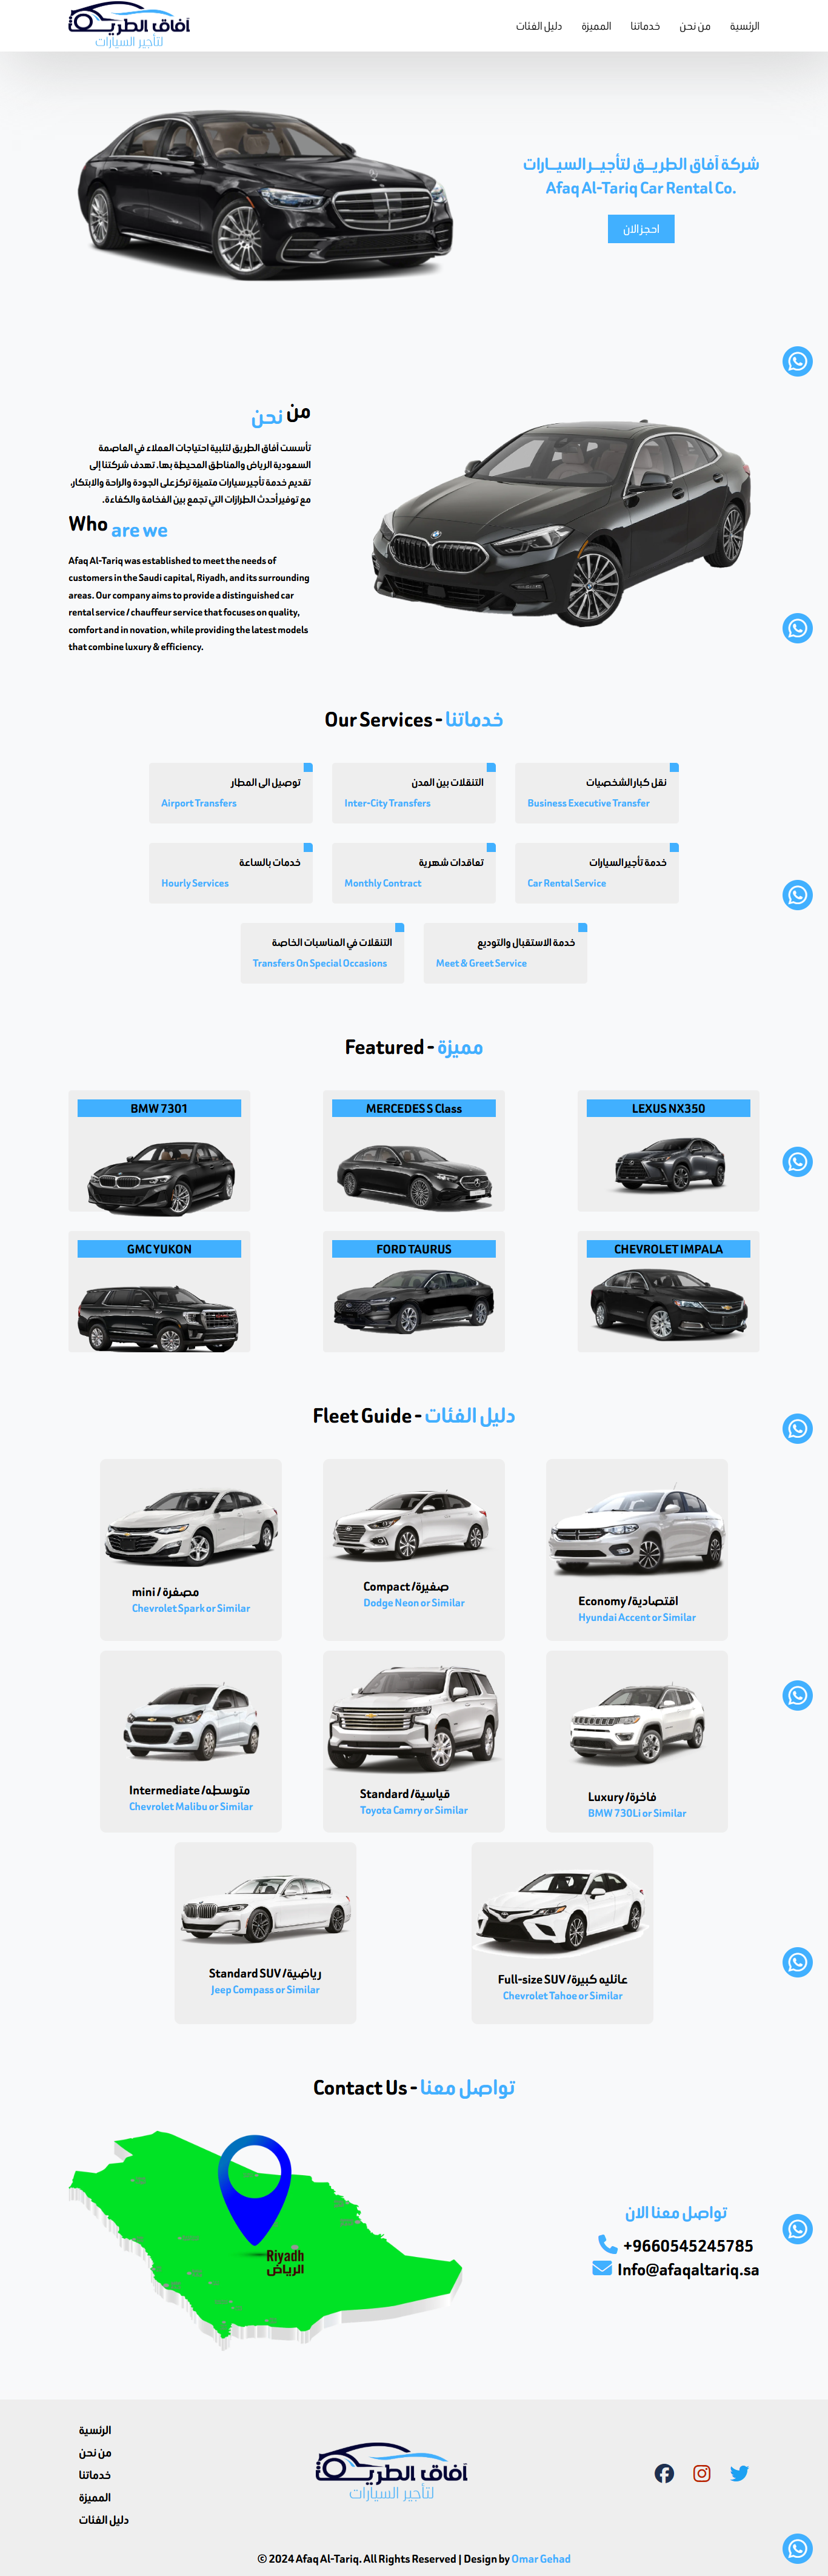 آفاق الطريق
لتأجير السيارات
الرئسية
من نحن
خدماتنا
المميزة
دليل الفئات
شركة آفاق الطريــق لتأجيــر السيــارات
Afaq Al-Tariq Car Rental Co.
احجز الان
من نحن
تأسست آفاق الطريق لتلبية احتياجات العملاء في العاصمة
السعودية الرياض والمناطق المحيطة بها. تهدف شركتنا إلى
تقديم خدمة تأجير سيارات متميزة تركز على الجودة والراحة والابتكار،
مع توفير أحدث الطرازات التي تجمع بين الفخامة والكفاءة.
Who are we
Afaq Al-Tariq was established to meet the needs of
customers in the Saudi capital, Riyadh, and its surrounding
areas. Our company aims to provide a distinguished car
rental service / chauffeur service that focuses on quality,
comfort and in novation, while providing the latest models
that combine luxury & efficiency.
Our Services - خدماتنا
نقل كبار الشخصيات
Business Executive Transfer
التنقلات بين المدن
Inter-City Transfers
توصيل الى المطار
Airport Transfers
خدمة تأجير السيارات
Car Rental Service
تعاقدات شهرية
Monthly Contract
خدمات بالساعة
Hourly Services
خدمة الاستقبال والتوديع
Meet & Greet Service
التنقلات في المناسبات الخاصة
Transfers On Special Occasions
Featured - مميزة
LEXUS NX350
MERCEDES S Class
BMW 7301
CHEVROLET IMPALA
FORD TAURUS
GMC YUKON
Fleet Guide - دليل الفئات
Economy /اقتصادية
Hyundai Accent or Similar
Compact /صغيرة
Dodge Neon or Similar
mini / مصغرة
Chevrolet Spark or Similar
Luxury /فاخرة
BMW 730Li or Similar
Standard /قياسية
Toyota Camry or Similar
Intermediate /متوسطه
Chevrolet Malibu or Similar
Full-size SUV /عائليه كبيرة
Chevrolet Tahoe or Similar
Standard SUV /رياضية
Jeep Compass or Similar
Contact Us - تواصل معنا
تواصل معنا الان
+9660545245785
Info@afaqaltariq.sa
Riyadh
الرياض
الرئسية
من نحن
خدماتنا
المميزة
دليل الفئات
آفاق الطريق
لتأجير السيارات
© 2024 Afaq Al-Tariq. All Rights Reserved | Design by Omar Gehad